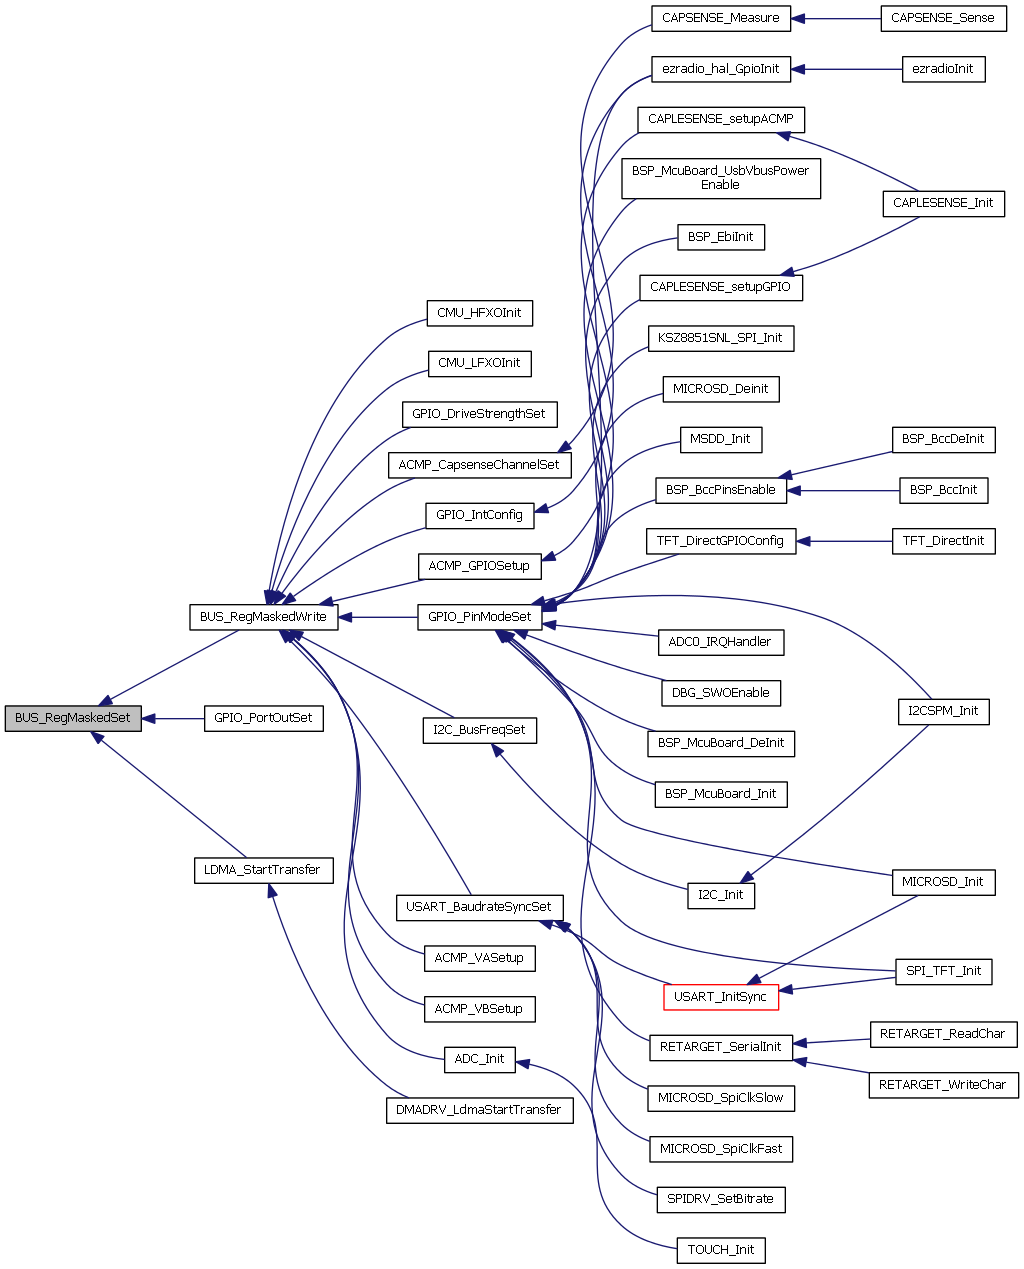 CAPSENSE_Measure
CAPSENSE_Sense
ezradio_hal_GpioInit
ezradioInit
CAPLESENSE_setupACMP
BSP_McuBoard_UsbVbusPower
Enable
CAPLESENSE_Init
BSP_EbiInit
CAPLESENSE_setupGPIO
CMU_HFXOInit
KSZ8851SNL_SPI_Init
CMU_LFXOInit
MICROSD_Deinit
GPIO_DriveStrengthSet
MSDD_Init
BSP_BccDeInit
ACMP_CapsenseChannelSet
BSP_BccPinsEnable
BSP_BccInit
GPIO_IntConfig
TFT_DirectGPIOConfig
TFT_DirectInit
ACMP_GPIOSetup
BUS_RegMaskedWrite
GPIO_PinModeSet
ADC0_IRQHandler
DBG_SWOEnable
I2CSPM_Init
BUS_RegMaskedSet
GPIO_PortOutSet
I2C_BusFreqSet
BSP_McuBoard_DeInit
BSP_McuBoard_Init
LDMA_StartTransfer
I2C_Init
MICROSD_Init
USART_BaudrateSyncSet
ACMP_VASetup
SPI_TFT_Init
USART_InitSync
ACMP_VBSetup
RETARGET_ReadChar
RETARGET_SerialInit
ADC_Init
RETARGET_WriteChar
MICROSD_SpiClkSlow
DMADRV_LdmaStartTransfer
MICROSD_SpiClkFast
SPIDRV_SetBitrate
TOUCH_Init